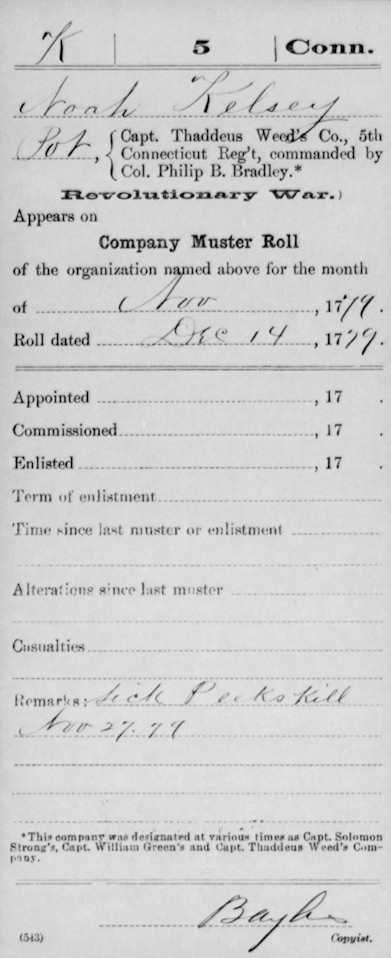 K | 5 | Conn.
Noah Kelsey
Pvt, { Capt. Thaddeus Weed's Co., 5th
Connecticut Reg't, commanded by
Col. Philip B. Bradley.*
Revolutionary War.)
Appears on
Company Muster Roll
of the organization named above for the month
of Nov, 1779.
Roll dated Dec 14, 1779.
Appointed, 17 .
Commissioned, 17 .
Enlisted, 17 .
Term of enlistment
Time since last muster or enlistment
Alterations since last muster
Casualties
Remarks: Sick Peekskill
Nov 27. 79
*This company was designated at various times as Capt. Solomon
Strong's, Capt. William Green's and Capt. Thaddeus Weed's Com-
pany.
(543) Copyist.